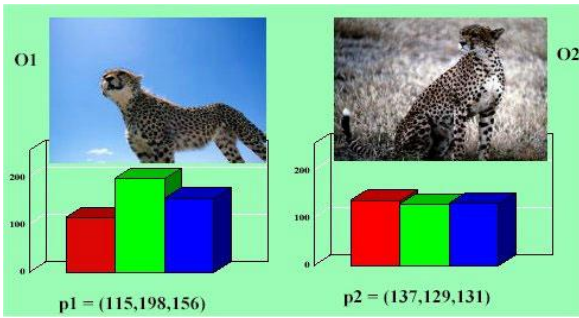 O1
O2
200
100
0
200
100
0
p1 = (115,198,156)
p2 = (137,129,131)